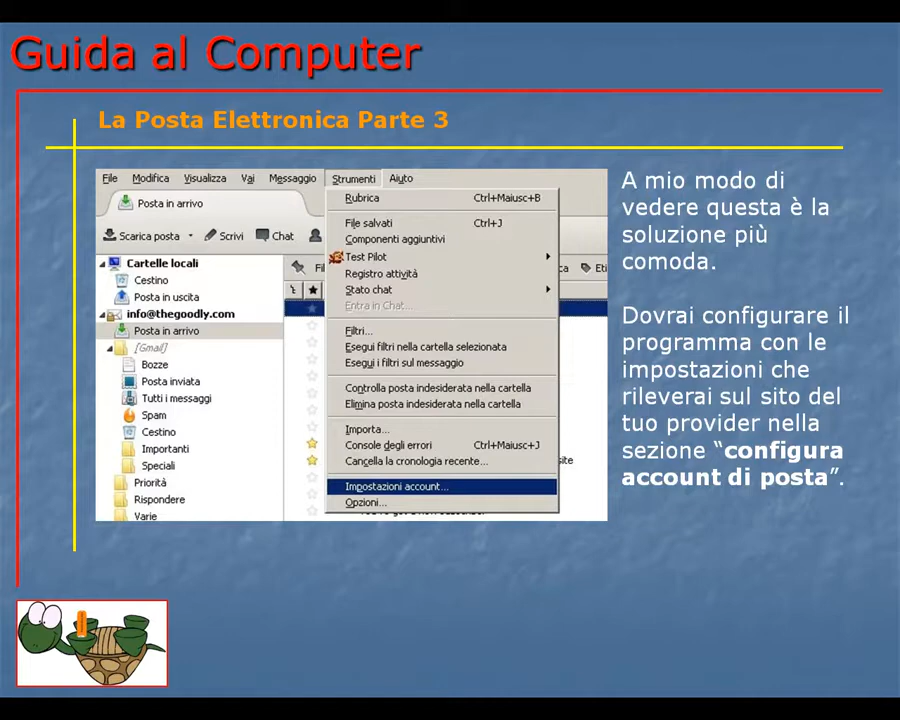 Guida al Computer
La Posta Elettronica Parte 3
File Modifica Visualizza Vai Messaggio Strumenti Aiuto
Posta in arrivo
Scarica posta Scrivi Chat
Cartelle locali
Cestino
Posta in uscita
info@thegoodly.com
Posta in arrivo
[Gmail]
Bozze
Posta inviata
Tutti i messaggi
Spam
Cestino
Importanti
Speciali
Priorità
Rispondere
Varie
Rubrica Ctrl+Maiusc+B
File salvati Ctrl+J
Componenti aggiuntivi
Test Pilot
Registro attività
Stato chat
Entra in Chat...
Filtri...
Esegui filtri nella cartella selezionata
Esegui i filtri sul messaggio
Controlla posta indesiderata nella cartella
Elimina posta indesiderata nella cartella
Importa...
Console degli errori Ctrl+Maiusc+J
Cancella la cronologia recente...
Impostazioni account...
Opzioni...
A mio modo di
vedere questa è la
soluzione più
comoda.
Dovrai configurare il
programma con le
impostazioni che
rileverai sul sito del
tuo provider nella
sezione “configura
account di posta”.